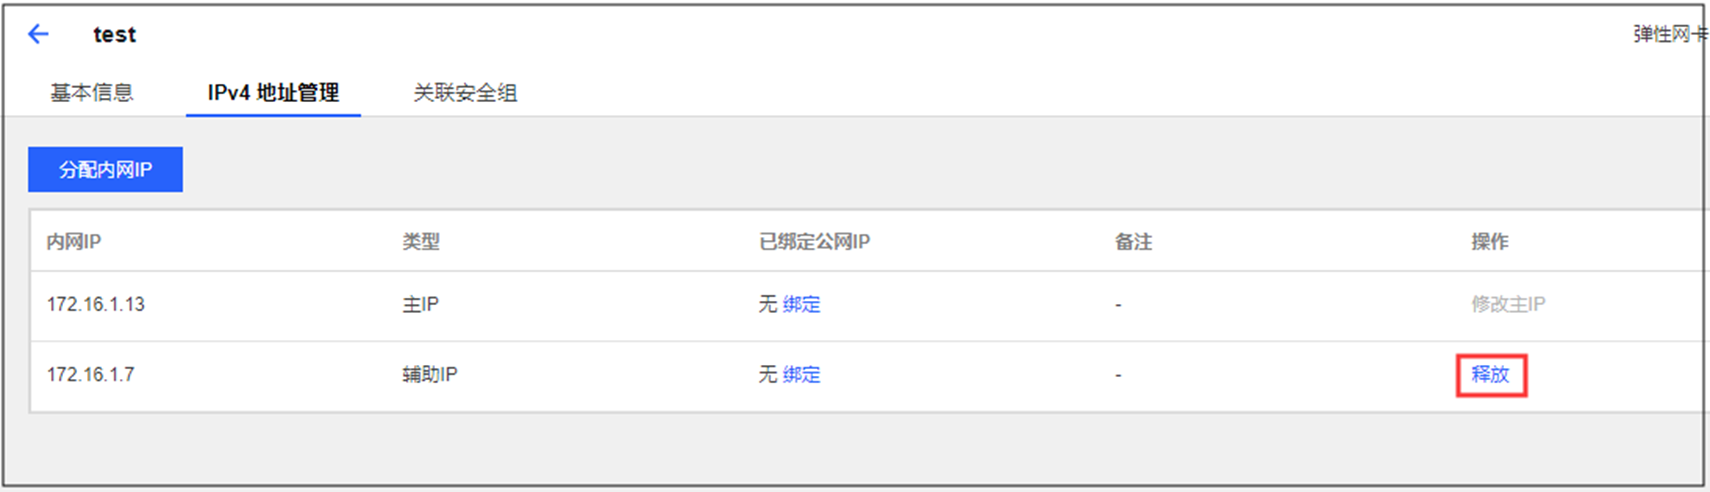 test 弹性网卡
基本信息 IPv4 地址管理 关联安全组
分配内网IP
内网IP 类型 已绑定公网IP 备注 操作
172.16.1.13 主IP 无 绑定 - 修改主IP
172.16.1.7 辅助IP 无 绑定 - 释放